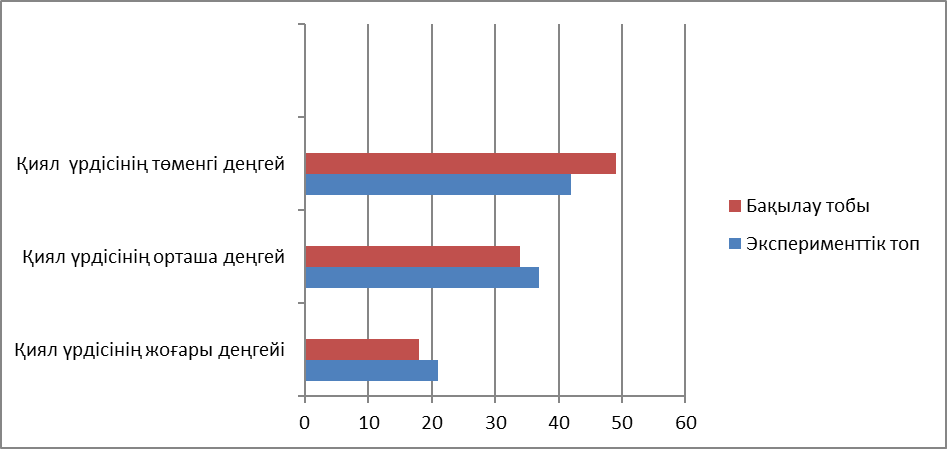 Қиял  үрдісінің төменгі деңгей
Қиял үрдісінің орташа деңгей
Қиял үрдісінің жоғары деңгейі
0 10 20 30 40 50 60
Бақылау тобы
Эксперименттік топ